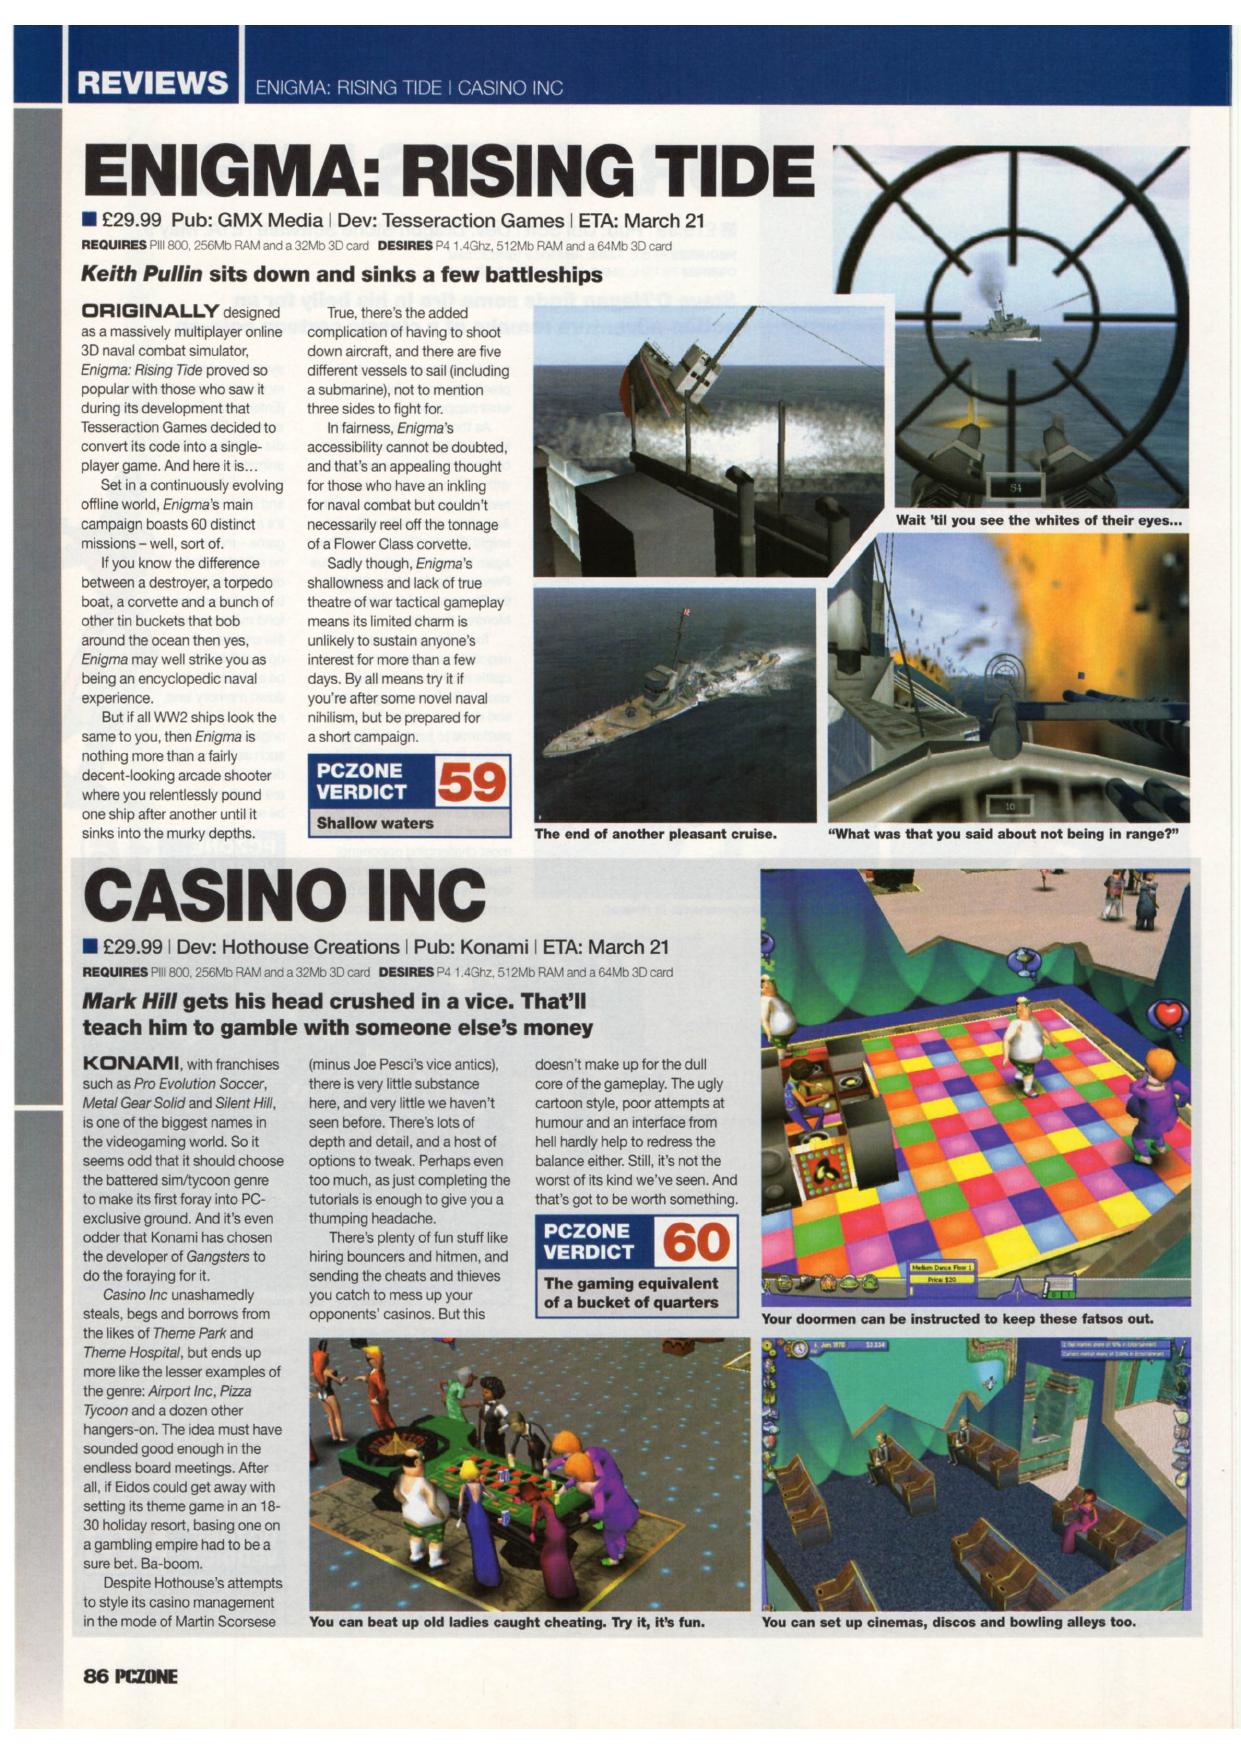 REVIEWS
ENIGMA: RISING TIDE | CASINO INC
ENIGMA: RISING TIDE
£29.99 Pub: GMX Media | Dev: Tesseraction Games | ETA: March 21
REQUIRES PIII 800, 256Mb RAM and a 32Mb 3D card DESIRES P4 1.4Ghz, 512Mb RAM and a 64Mb 3D card
Keith Pullin sits down and sinks a few battleships
ORIGINALLY designed
as a massively multiplayer online
3D naval combat simulator,
Enigma: Rising Tide proved so
popular with those who saw it
during its development that
Tesseraction Games decided to
convert its code into a single-
player game. And here it is...
Set in a continuously evolving
offline world, Enigma's main
campaign boasts 60 distinct
missions – well, sort of.
If you know the difference
between a destroyer, a torpedo
boat, a corvette and a bunch of
other tin buckets that bob
around the ocean then yes,
Enigma may well strike you as
being an encyclopedic naval
experience.
But if all WW2 ships look the
same to you, then Enigma is
nothing more than a fairly
decent-looking arcade shooter
where you relentlessly pound
one ship after another until it
sinks into the murky depths.
True, there's the added
complication of having to shoot
down aircraft, and there are five
different vessels to sail (including
a submarine), not to mention
three sides to fight for.
In fairness, Enigma's
accessibility cannot be doubted,
and that's an appealing thought
for those who have an inkling
for naval combat but couldn't
necessarily reel off the tonnage
of a Flower Class corvette.
Sadly though, Enigma's
shallowness and lack of true
theatre of war tactical gameplay
means its limited charm is
unlikely to sustain anyone's
interest for more than a few
days. By all means try it if
you're after some novel naval
nihilism, but be prepared for
a short campaign.
PCZONE
VERDICT
59
Shallow waters
54
Wait 'til you see the whites of their eyes...
The end of another pleasant cruise.
10
"What was that you said about not being in range?"
CASINO INC
£29.99 | Dev: Hothouse Creations | Pub: Konami | ETA: March 21
REQUIRES PIII 800, 256Mb RAM and a 32Mb 3D card DESIRES P4 1.4Ghz, 512Mb RAM and a 64Mb 3D card
Mark Hill gets his head crushed in a vice. That'll
teach him to gamble with someone else's money
KONAMI, with franchises
such as Pro Evolution Soccer,
Metal Gear Solid and Silent Hill,
is one of the biggest names in
the videogaming world. So it
seems odd that it should choose
the battered sim/tycoon genre
to make its first foray into PC-
exclusive ground. And it's even
odder that Konami has chosen
the developer of Gangsters to
do the foraying for it.
Casino Inc unashamedly
steals, begs and borrows from
the likes of Theme Park and
Theme Hospital, but ends up
more like the lesser examples of
the genre: Airport Inc, Pizza
Tycoon and a dozen other
hangers-on. The idea must have
sounded good enough in the
endless board meetings. After
all, if Eidos could get away with
setting its theme game in an 18-
30 holiday resort, basing one on
a gambling empire had to be a
sure bet. Ba-boom.
Despite Hothouse's attempts
to style its casino management
in the mode of Martin Scorsese
(minus Joe Pesci's vice antics),
there is very little substance
here, and very little we haven't
seen before. There's lots of
depth and detail, and a host of
options to tweak. Perhaps even
too much, as just completing the
tutorials is enough to give you a
thumping headache.
There's plenty of fun stuff like
hiring bouncers and hitmen, and
sending the cheats and thieves
you catch to mess up your
opponents' casinos. But this
doesn't make up for the dull
core of the gameplay. The ugly
cartoon style, poor attempts at
humour and an interface from
hell hardly help to redress the
balance either. Still, it's not the
worst of its kind we've seen. And
that's got to be worth something.
PCZONE
VERDICT
60
The gaming equivalent
of a bucket of quarters
Medium Dance Floor 1
Price: $20
Your doormen can be instructed to keep these fatsos out.
You can beat up old ladies caught cheating. Try it, it's fun.
You can set up cinemas, discos and bowling alleys too.
86 PCZONE